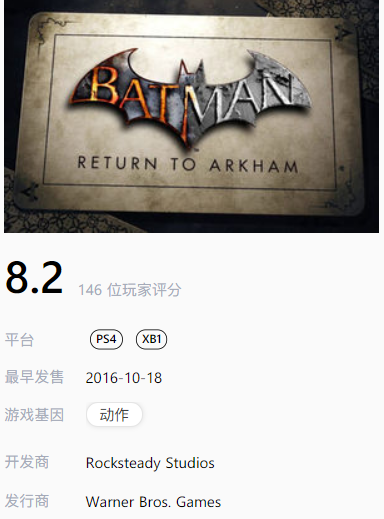 BATMAN
RETURN TO ARKHAM
8.2 146 位玩家评分
平台 PS4 XB1
最早发售 2016-10-18
游戏基因 动作
开发商 Rocksteady Studios
发行商 Warner Bros. Games